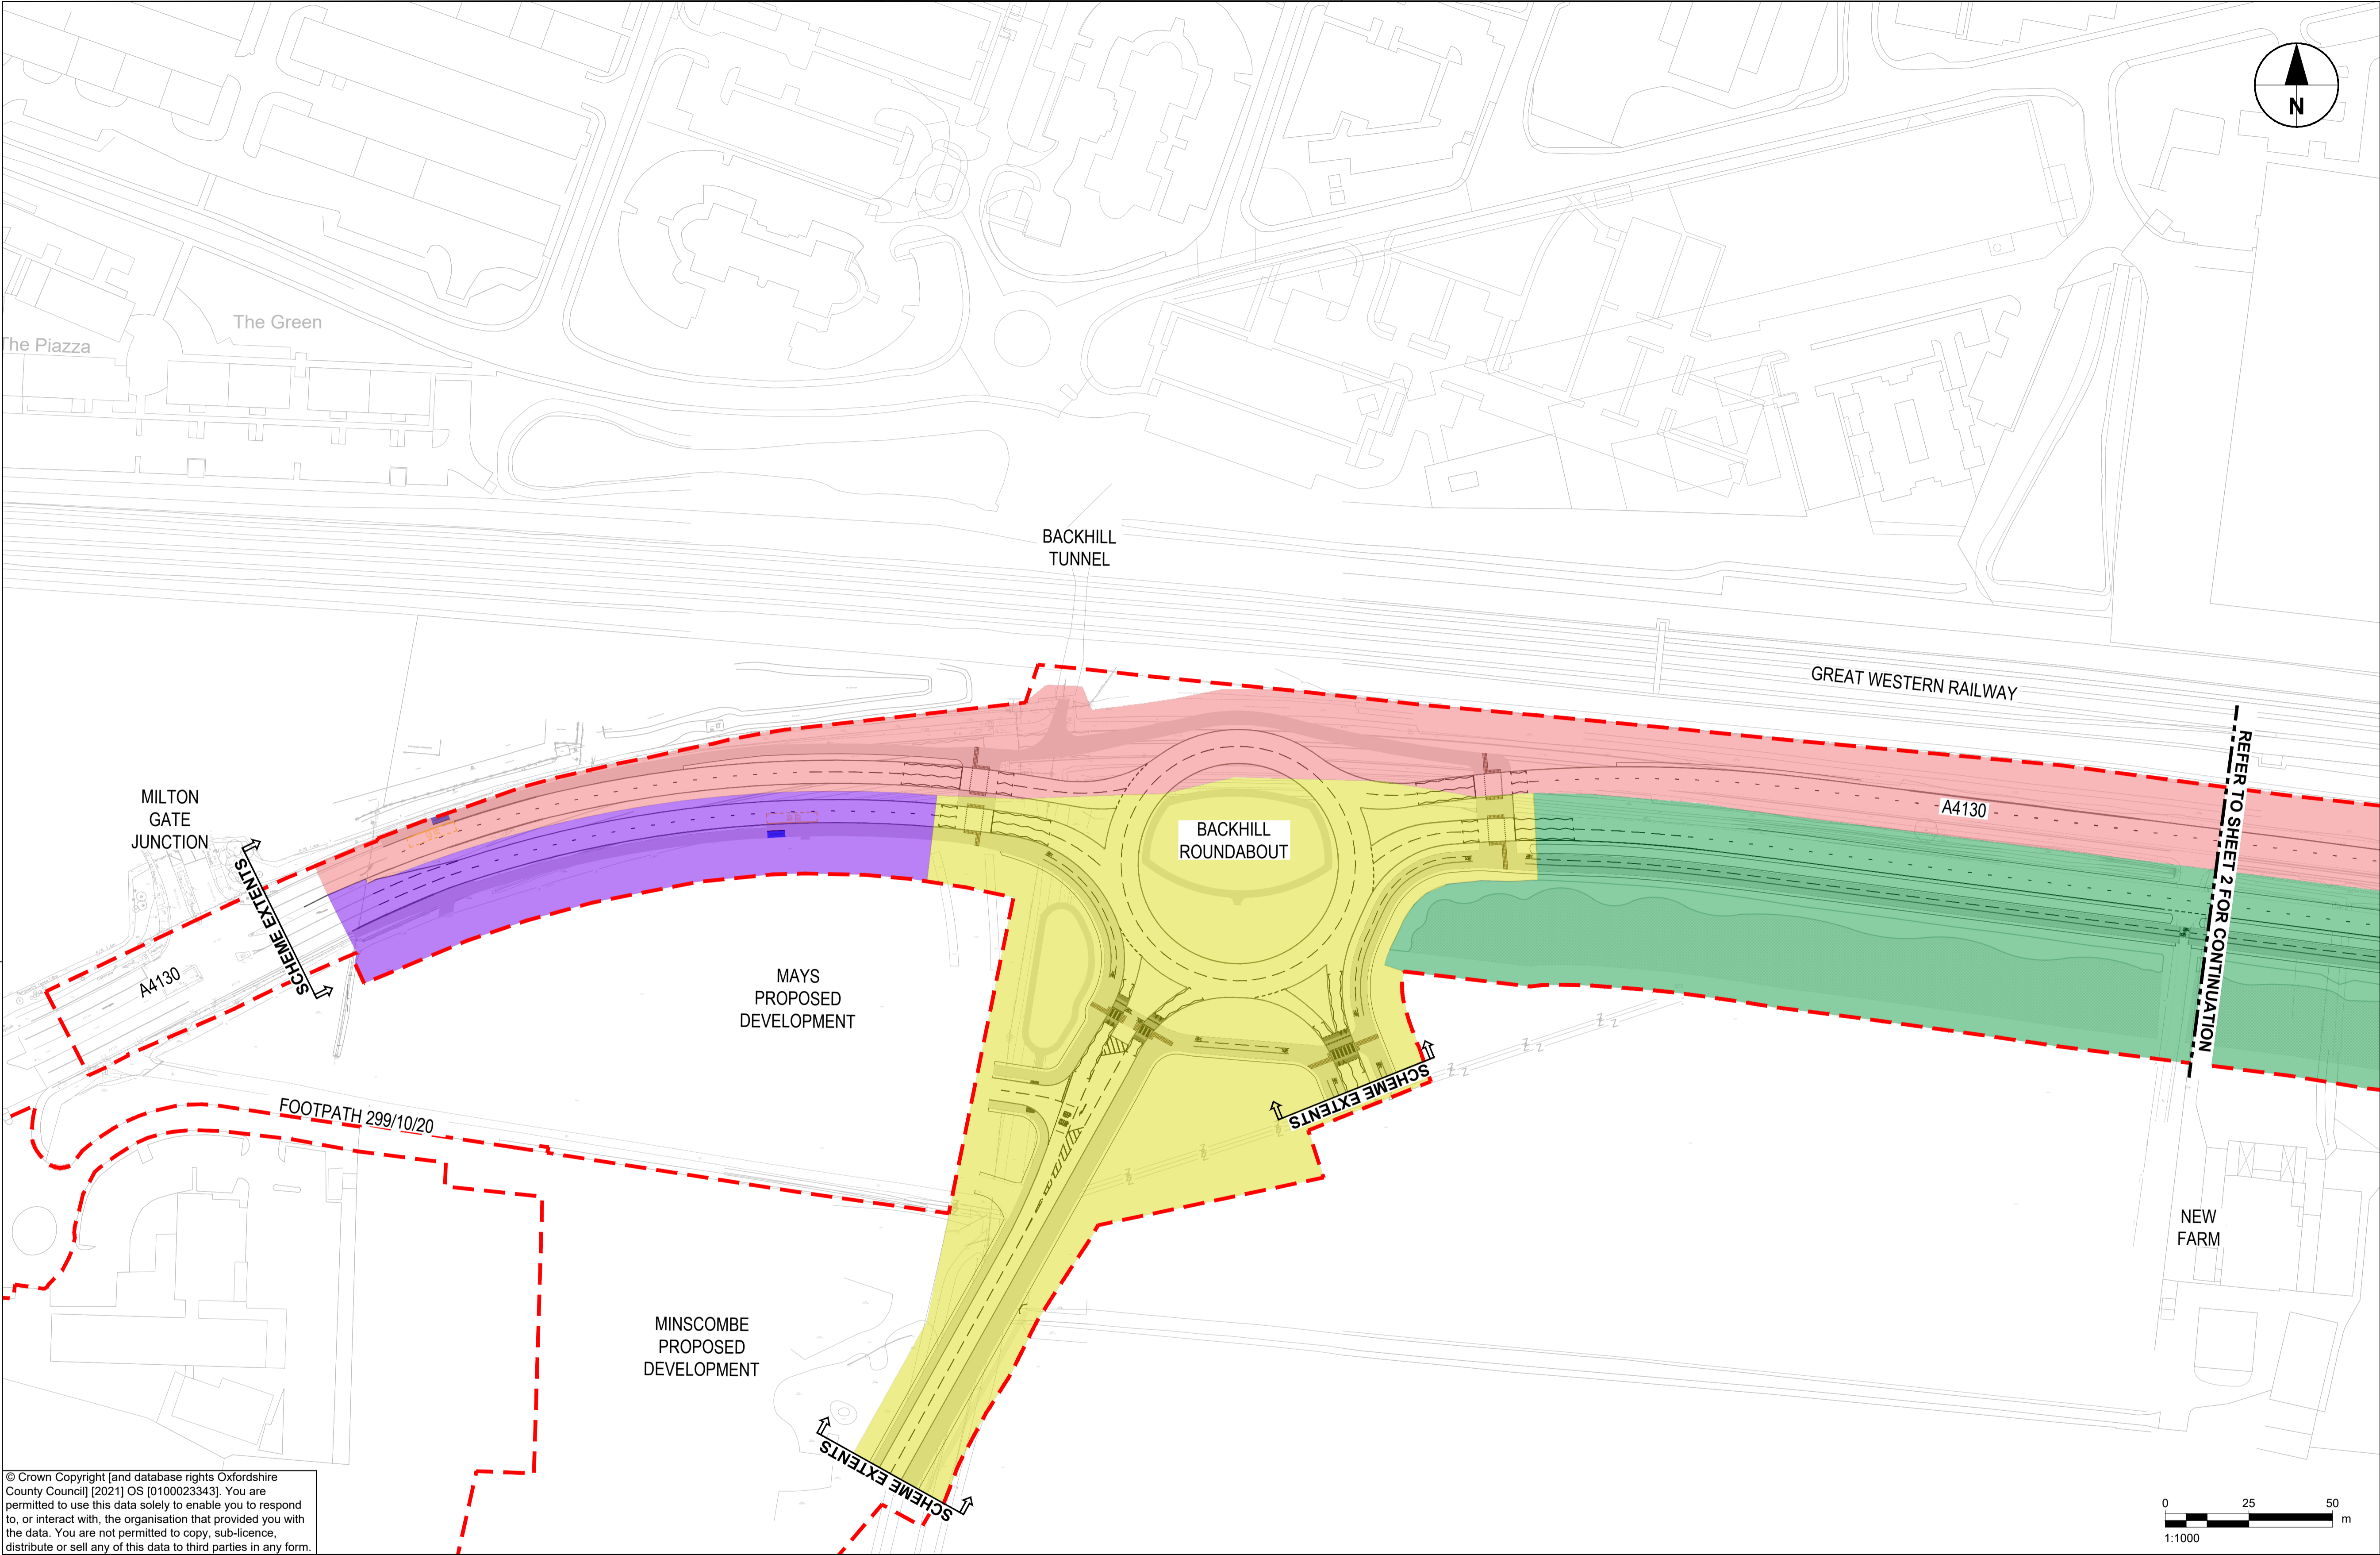 N
The Green
The Piazza
BACKHILL
TUNNEL
GREAT WESTERN RAILWAY
REFER TO SHEET 2 FOR CONTINUATION
MILTON
GATE
JUNCTION
SCHEME EXTENTS
A4130
BACKHILL
ROUNDABOUT
A4130
MAYS
PROPOSED
DEVELOPMENT
SCHEME EXTENTS
FOOTPATH 299/10/20
NEW
FARM
MINSCOMBE
PROPOSED
DEVELOPMENT
SCHEME EXTENTS
© Crown Copyright [and database rights Oxfordshire
County Council] [2021] OS [0100023343]. You are
permitted to use this data solely to enable you to respond
to, or interact with, the organisation that provided you with
the data. You are not permitted to copy, sub-licence,
distribute or sell any of this data to third parties in any form.
0 25 50
m
1:1000